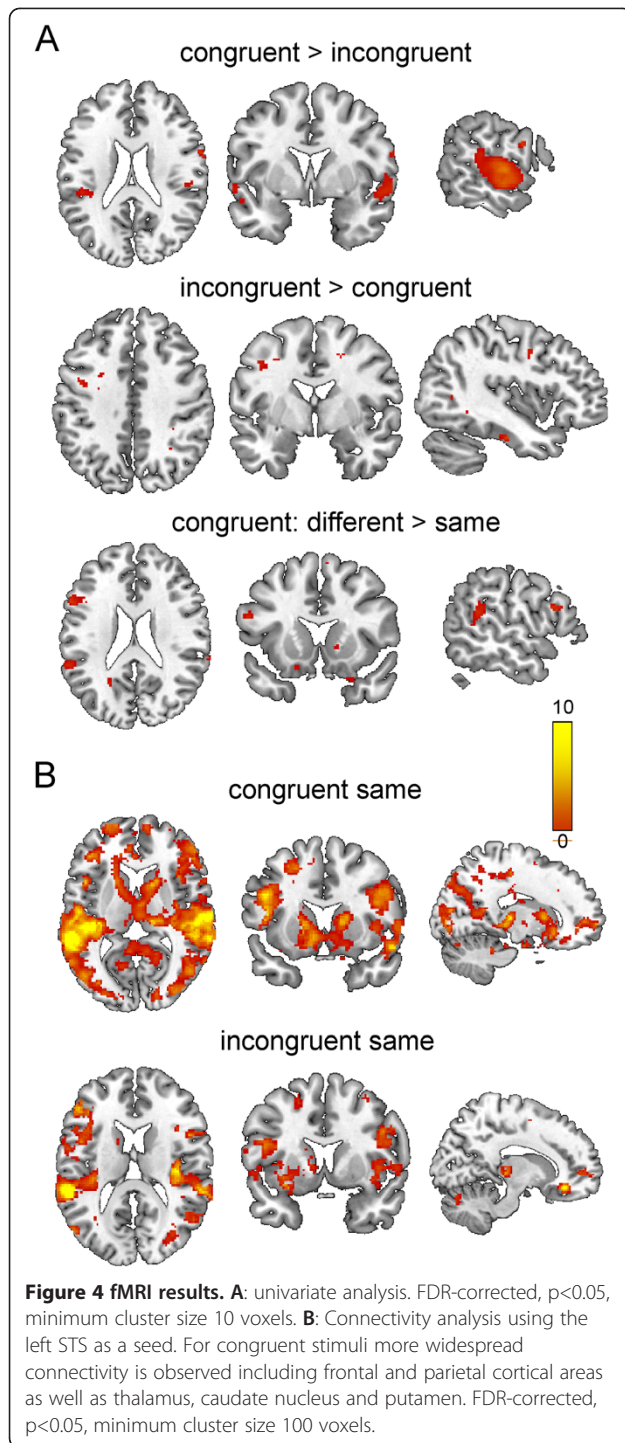 A
congruent > incongruent
incongruent > congruent
congruent: different > same
10
0
B
congruent same
incongruent same
Figure 4 fMRI results. A: univariate analysis. FDR-corrected, p<0.05,
minimum cluster size 10 voxels. B: Connectivity analysis using the
left STS as a seed. For congruent stimuli more widespread
connectivity is observed including frontal and parietal cortical areas
as well as thalamus, caudate nucleus and putamen. FDR-corrected,
p<0.05, minimum cluster size 100 voxels.